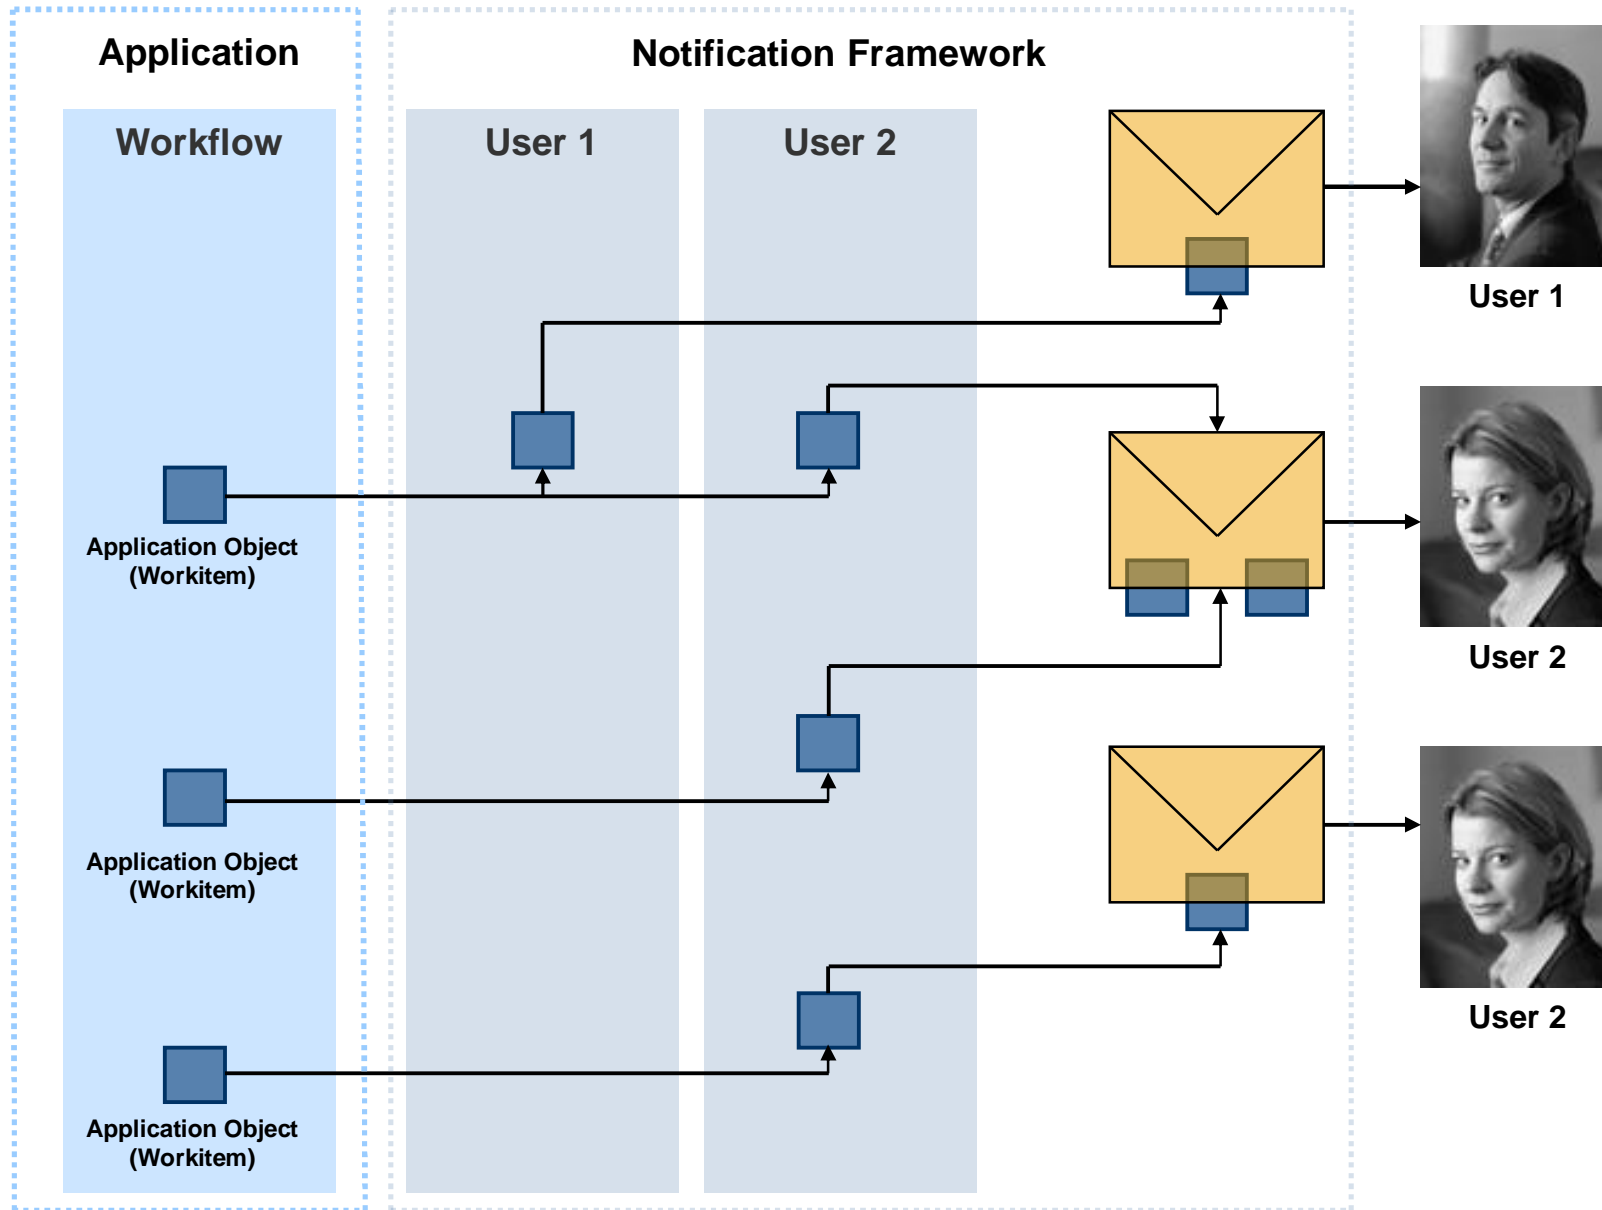 Application
Notification Framework
Workflow
User 1
User 2
User 1
Application Object
(Workitem)
User 2
Application Object
(Workitem)
User 2
Application Object
(Workitem)